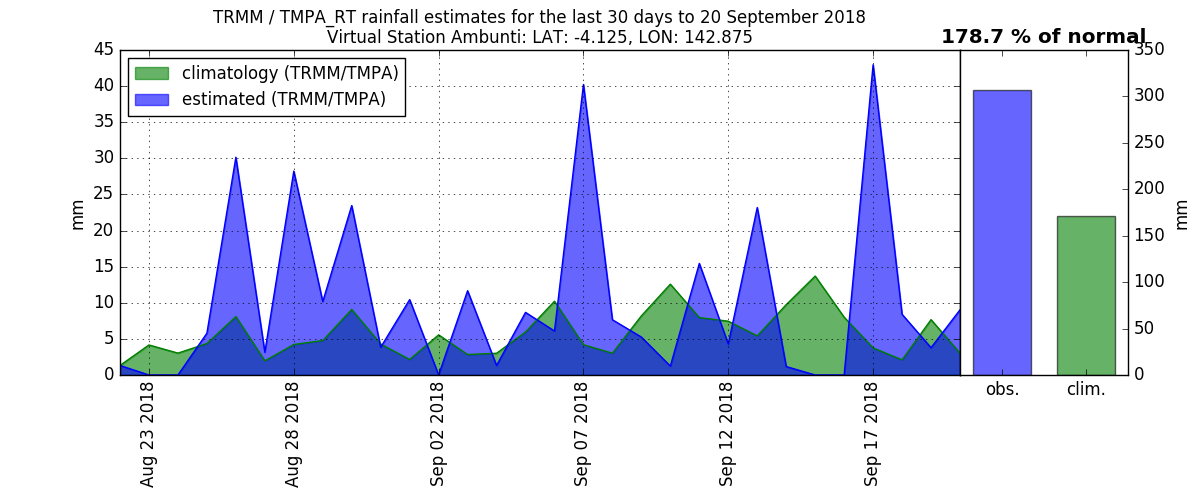 TRMM / TMPA_RT rainfall estimates for the last 30 days to 20 September 2018
Virtual Station Ambunti: LAT: -4.125, LON: 142.875
178.7 % of normal
climatology (TRMM/TMPA)
estimated (TRMM/TMPA)
45
40
35
30
25
20
15
10
5
0
mm
Aug 23 2018
Aug 28 2018
Sep 02 2018
Sep 07 2018
Sep 12 2018
Sep 17 2018
350
300
250
200
150
100
50
0
mm
obs.
clim.